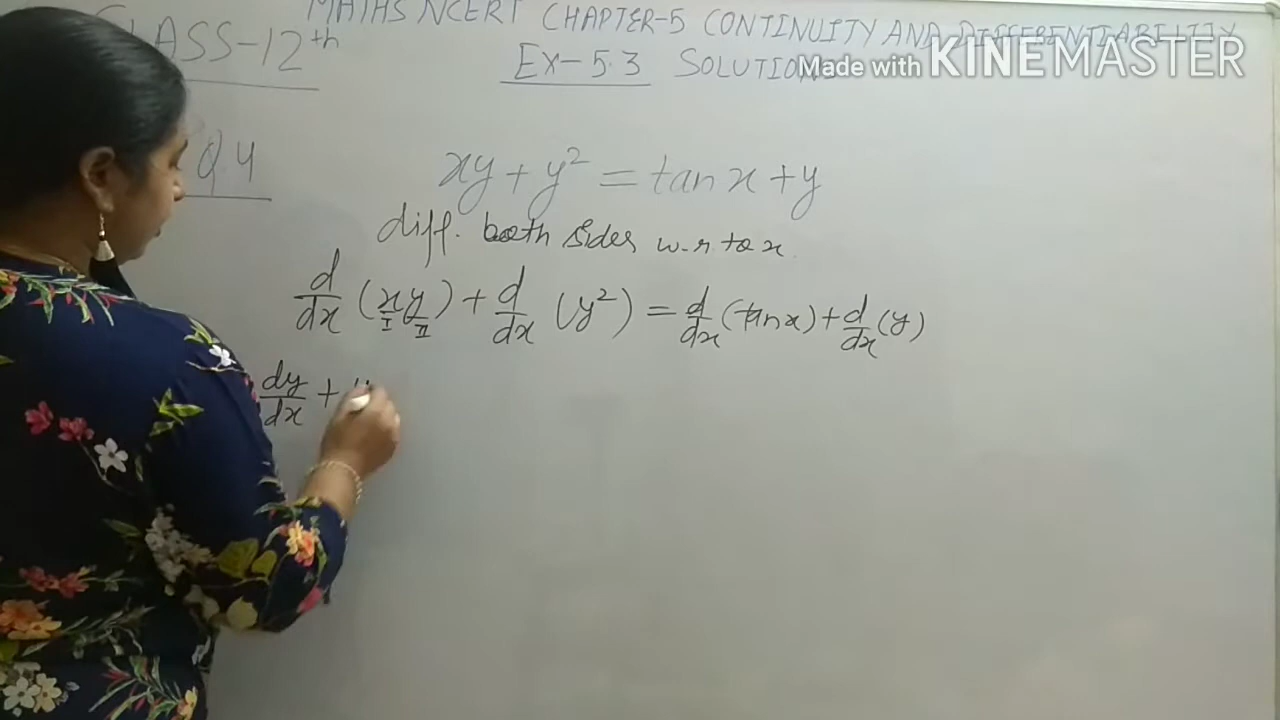 MATHS NCERT CHAPTER-5 CONTINUITY AND DIFFERENTIABILITY
CLASS-12th
Ex-5.3 SOLUTION
Made with KINEMASTER
Q.4
xy + y² = tan x + y
diff. both sides w.r to x
d/dx (xy) + d/dx (y²) = d/dx (tan x) + d/dx (y)
I II
dy/dx + y